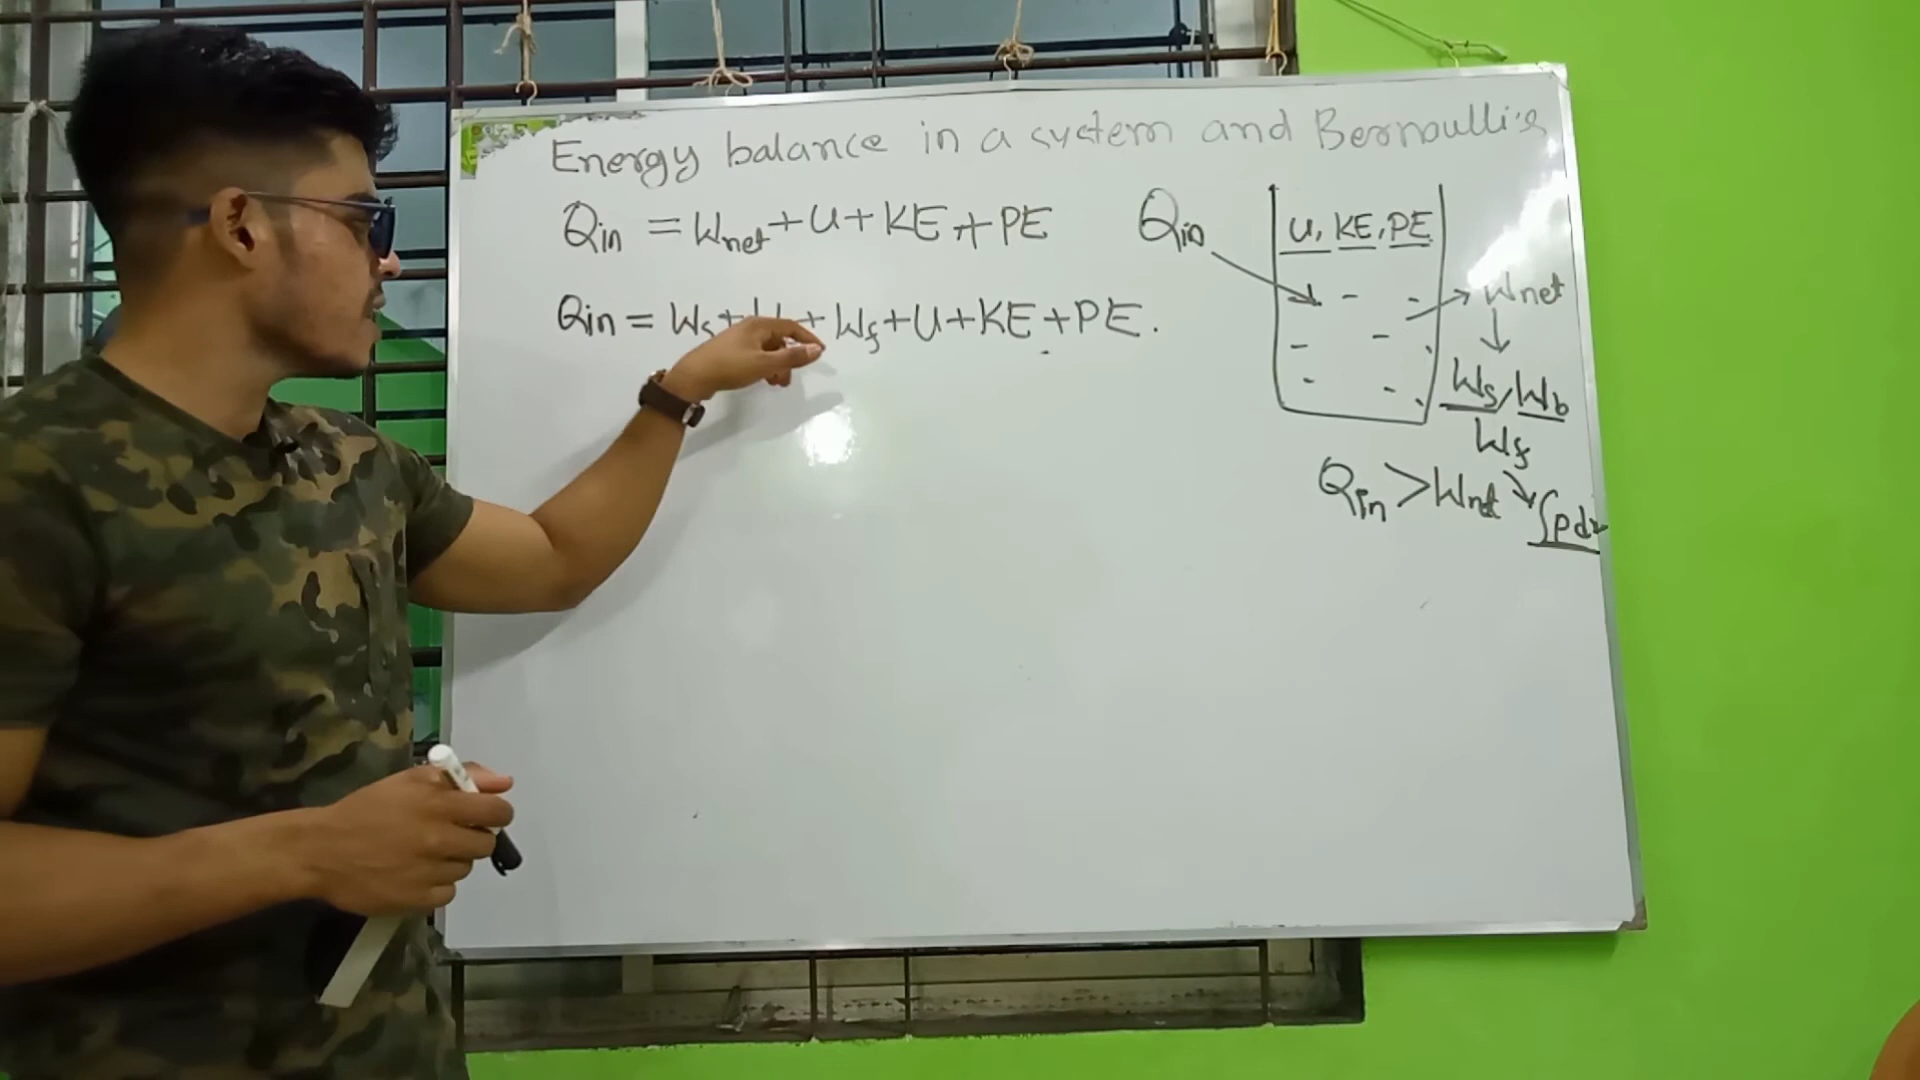 Energy balance in a system and Bernoulli's
Qin = Wnet + U + KE + PE
Qin = Ws + + Wf + U + KE + PE.
Qin
U, KE, PE
Wnet
Ws/Wb
Wf
Qin > Wnet
∫pdv